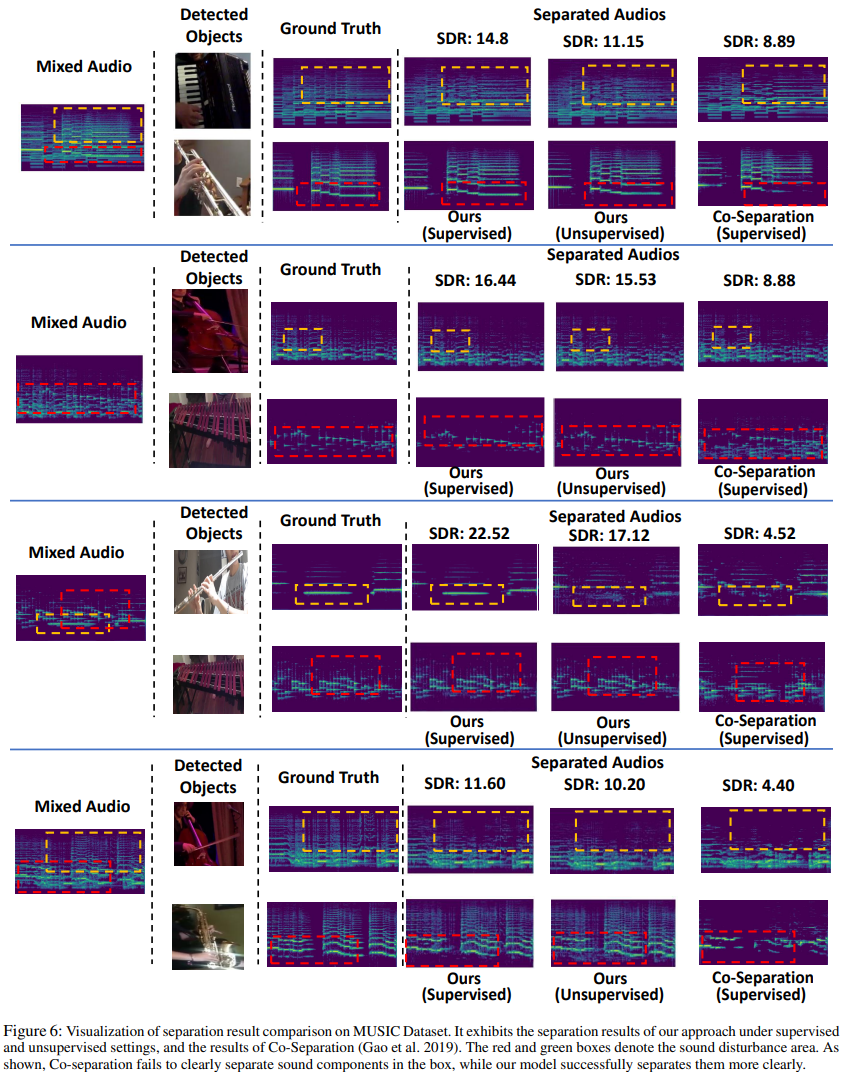 Detected
Objects
Ground Truth
Separated Audios
SDR: 14.8
SDR: 11.15
SDR: 8.89
Mixed Audio
Ours
(Supervised)
Ours
(Unsupervised)
Co-Separation
(Supervised)
Detected
Objects
Ground Truth
Separated Audios
SDR: 16.44
SDR: 15.53
SDR: 8.88
Mixed Audio
Ours
(Supervised)
Ours
(Unsupervised)
Co-Separation
(Supervised)
Detected
Objects
Ground Truth
Separated Audios
SDR: 22.52
SDR: 17.12
SDR: 4.52
Mixed Audio
Ours
(Supervised)
Ours
(Unsupervised)
Co-Separation
(Supervised)
Detected
Objects
Ground Truth
Separated Audios
SDR: 11.60
SDR: 10.20
SDR: 4.40
Mixed Audio
Ours
(Supervised)
Ours
(Unsupervised)
Co-Separation
(Supervised)
Figure 6: Visualization of separation result comparison on MUSIC Dataset. It exhibits the separation results of our approach under supervised
and unsupervised settings, and the results of Co-Separation (Gao et al. 2019). The red and green boxes denote the sound disturbance area. As
shown, Co-separation fails to clearly separate sound components in the box, while our model successfully separates them more clearly.